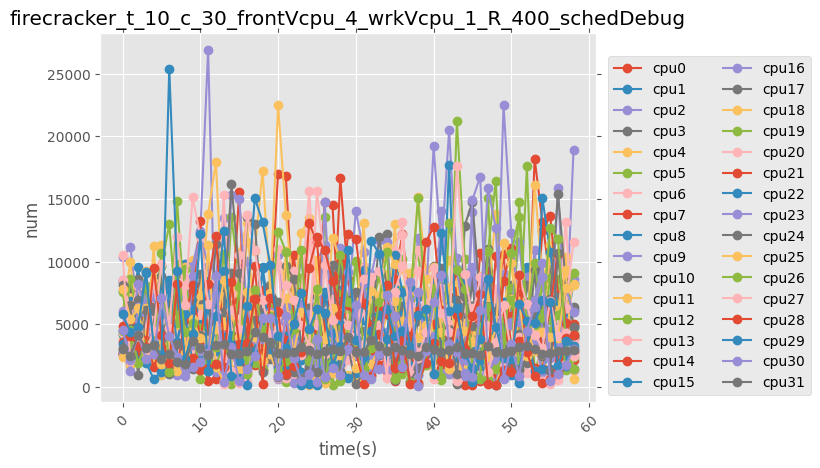 firecracker_t_10_c_30_frontVcpu_4_wrkVcpu_1_R_400_schedDebug
num
25000
20000
15000
10000
5000
0
0
10
20
30
40
50
60
time(s)
cpu0
cpu1
cpu2
cpu3
cpu4
cpu5
cpu6
cpu7
cpu8
cpu9
cpu10
cpu11
cpu12
cpu13
cpu14
cpu15
cpu16
cpu17
cpu18
cpu19
cpu20
cpu21
cpu22
cpu23
cpu24
cpu25
cpu26
cpu27
cpu28
cpu29
cpu30
cpu31